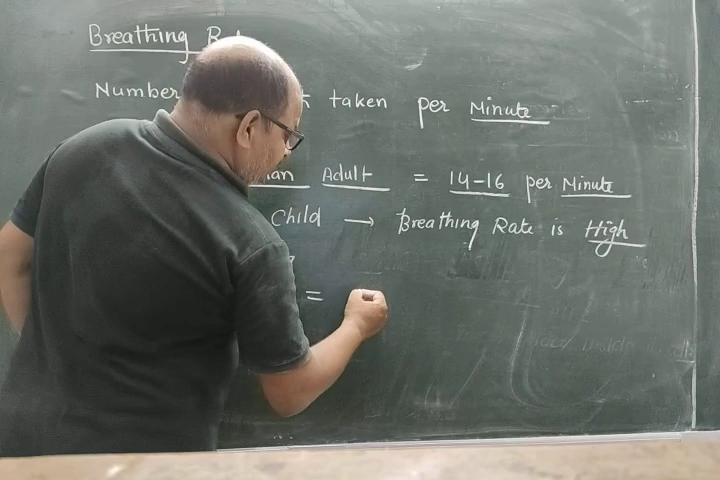 Breathing
Number taken per Minute
Adult = 14-16 per Minute
Child → Breathing Rate is High
=